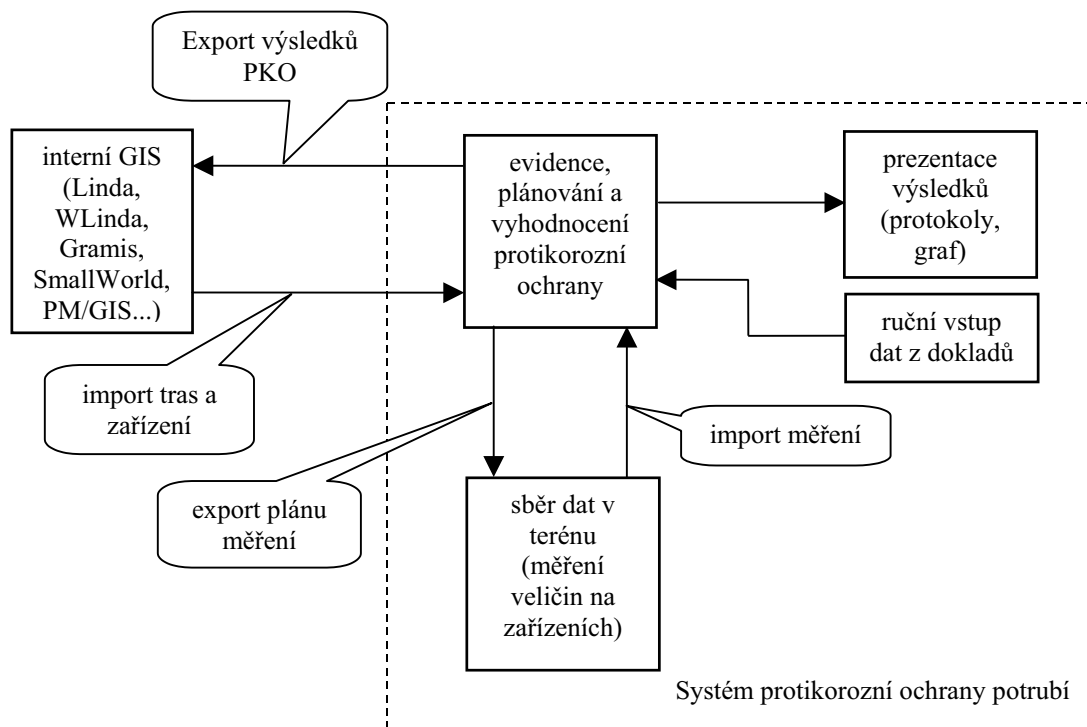 Export výsledků
PKO
interní GIS
(Linda,
WLinda,
Gramis,
SmallWorld,
PM/GIS...)
evidence,
plánování a
vyhodnocení
protikorozní
ochrany
prezentace
výsledků
(protokoly,
graf)
ruční vstup
dat z dokladů
import tras a
zařízení
import měření
export plánu
měření
sběr dat v
terénu
(měření
veličin na
zařízeních)
Systém protikorozní ochrany potrubí